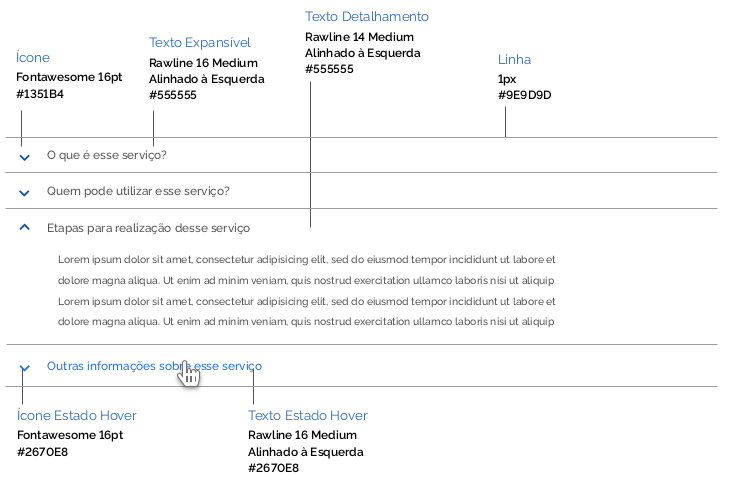 Texto Detalhamento
Rawline 14 Medium
Alinhado à Esquerda
#555555
Texto Expansível
Rawline 16 Medium
Alinhado à Esquerda
#555555
Ícone
Fontawesome 16pt
#1351B4
Linha
1px
#9E9D9D
O que é esse serviço?
Quem pode utilizar esse serviço?
Etapas para realização desse serviço
Lorem ipsum dolor sit amet, consectetur adipisicing elit, sed do eiusmod tempor incididunt ut labore et
dolore magna aliqua. Ut enim ad minim veniam, quis nostrud exercitation ullamco laboris nisi ut aliquip
Lorem ipsum dolor sit amet, consectetur adipisicing elit, sed do eiusmod tempor incididunt ut labore et
dolore magna aliqua. Ut enim ad minim veniam, quis nostrud exercitation ullamco laboris nisi ut aliquip
Outras informações sobre esse serviço
Ícone Estado Hover
Fontawesome 16pt
#2670E8
Texto Estado Hover
Rawline 16 Medium
Alinhado à Esquerda
#2670E8